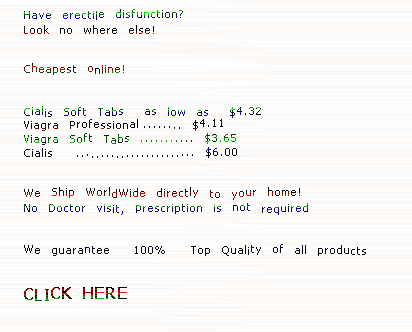 Have erectile disfunction?
Look no where else!
Cheapest online!
Cialis Soft Tabs as low as $4.32
Viagra Professional ........ $4.11
Viagra Soft Tabs ........... $3.65
Cialis ........................ $6.00
We Ship WorldWide directly to your home!
No Doctor visit, prescription is not required
We guarantee 100% Top Quality of all products
CLICK HERE